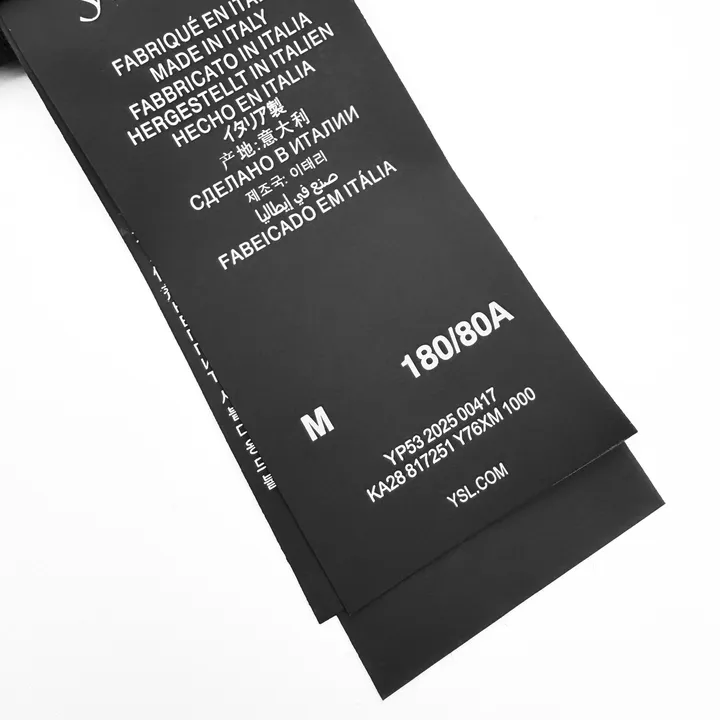 FABRIQUÉ EN ITA
MADE IN ITALY
FABBRICATO IN ITALIA
HERGESTELLT IN ITALIEN
HECHO EN ITALIA
イタリア製
产地:意大利
СДЕЛАНО В ИТАЛИИ
제조국: 이태리
صنع في إيطاليا
FABEICADO EM ITÁLIA
180/80A
M
YP53 2025 00417
KA28 817251 Y76XM 1000
YSL.COM